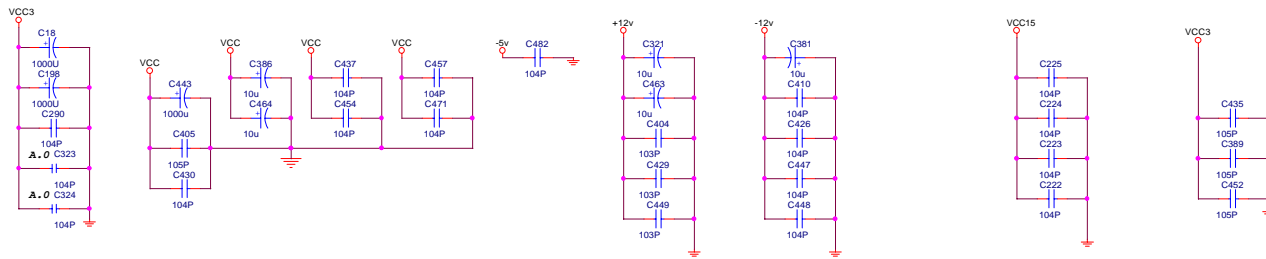 VCC3
C18
+
1000U
C198
+
1000U
C290
104P
A.0 C323
104P
A.0 C324
104P
VCC
C443
+
1000u
C405
105P
C430
104P
VCC
C386
+
10u
C464
+
10u
VCC
C437
104P
C454
104P
VCC
C457
104P
C471
104P
-5v
C482
104P
+12v
C321
+
10u
C463
+
10u
C404
103P
C429
103P
C449
103P
-12v
C381
+
10u
C410
104P
C426
104P
C447
104P
C448
104P
VCC15
C225
104P
C224
104P
C223
104P
C222
104P
VCC3
C435
105P
C389
105P
C452
105P